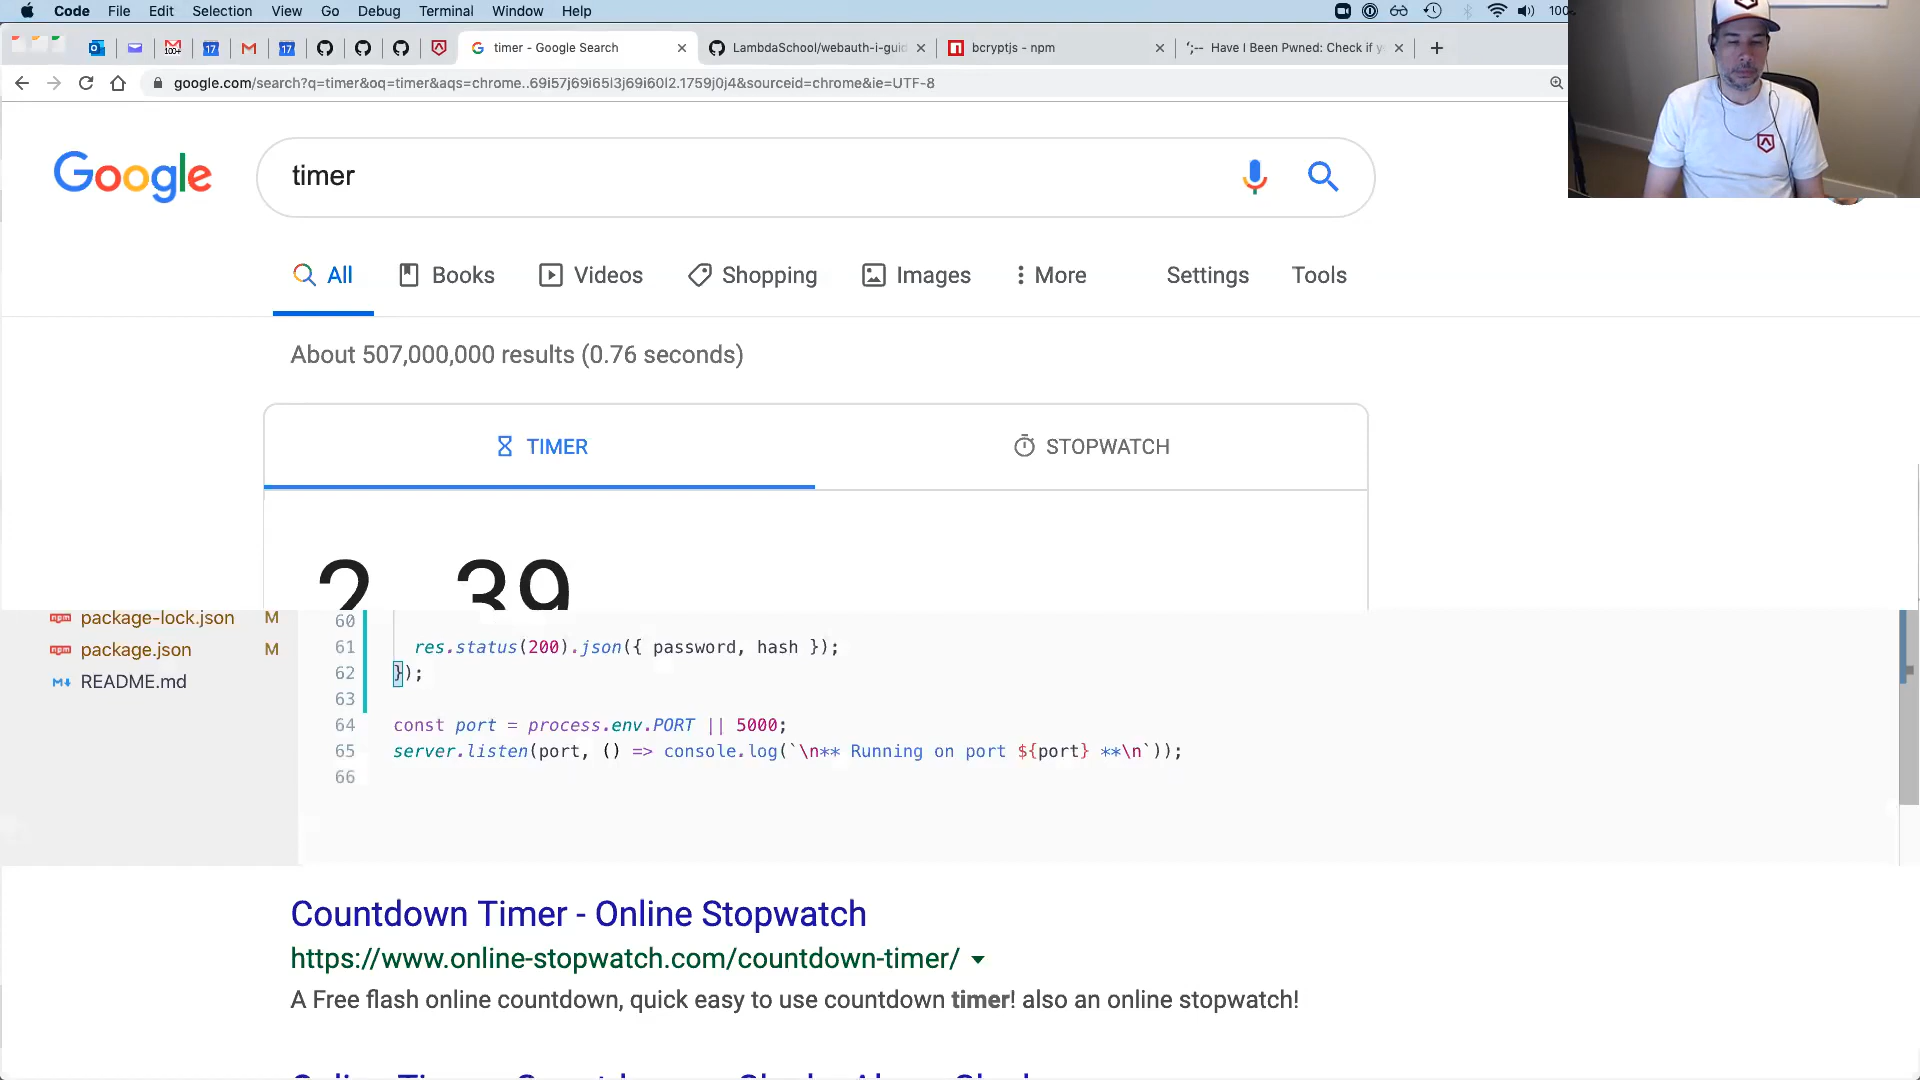 Code File Edit Selection View Go Debug Terminal Window Help
timer - Google Search
LambdaSchool/webauth-i-guid
bcryptjs - npm
Have I Been Pwned: Check if y
google.com/search?q=timer&oq=timer&aqs=chrome..69i57j69i65l3j69i60l2.1759j0j4&sourceid=chrome&ie=UTF-8
Google
timer
All Books Videos Shopping Images More Settings Tools
About 507,000,000 results (0.76 seconds)
TIMER STOPWATCH
2 39
package-lock.json M
package.json M
README.md
60
61 res.status(200).json({ password, hash });
62 });
63
64 const port = process.env.PORT || 5000;
65 server.listen(port, () => console.log(`\n** Running on port ${port} **\n`));
66
Countdown Timer - Online Stopwatch
https://www.online-stopwatch.com/countdown-timer/
A Free flash online countdown, quick easy to use countdown timer! also an online stopwatch!